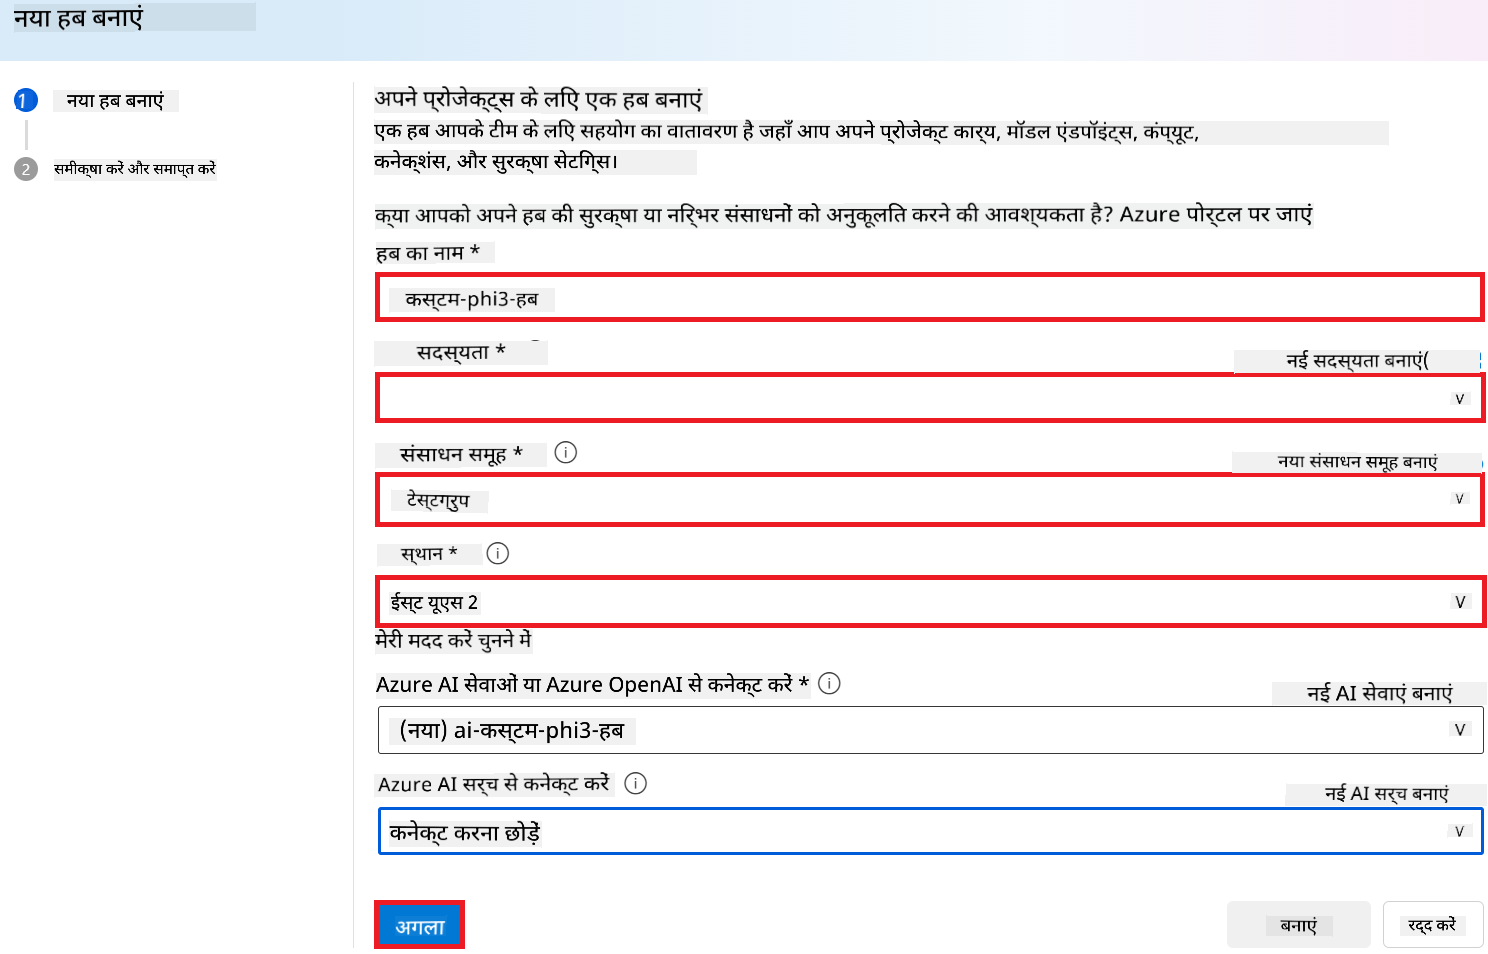 नया हब बनाएं
1 नया हब बनाएं
2 समीक्षा करें और समाप्त करें
अपने प्रोजेक्ट्स के लिए एक हब बनाएं
एक हब आपके टीम के लिए सहयोग का वातावरण है जहाँ आप अपने प्रोजेक्ट कार्य, मॉडल एंडपॉइंट्स, कंप्यूट,
कनेक्शंस, और सुरक्षा सेटिंग्स।
क्या आपको अपने हब की सुरक्षा या निर्भर संसाधनों को अनुकूलित करने की आवश्यकता है? Azure पोर्टल पर जाएं
हब का नाम *
कस्टम-phi3-हब
सदस्यता *
नई सदस्यता बनाएं(
v
संसाधन समूह *
नया संसाधन समूह बनाएं
टेस्टग्रुप
v
स्थान *
ईस्ट यूएस 2
V
मेरी मदद करें चुनने में
Azure AI सेवाओं या Azure OpenAI से कनेक्ट करें *
नई AI सेवाएं बनाएं
(नया) ai-कस्टम-phi3-हब
V
Azure AI सर्च से कनेक्ट करें
नई AI सर्च बनाएं
कनेक्ट करना छोड़ें
V
अगला
बनाएं
रद्द करें